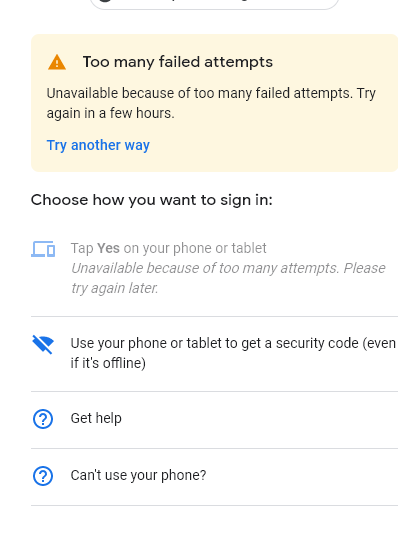 Too many failed attempts
Unavailable because of too many failed attempts. Try
again in a few hours.
Try another way
Choose how you want to sign in:
Tap Yes on your phone or tablet
Unavailable because of too many attempts. Please
try again later.
Use your phone or tablet to get a security code (even
if it's offline)
Get help
Can't use your phone?